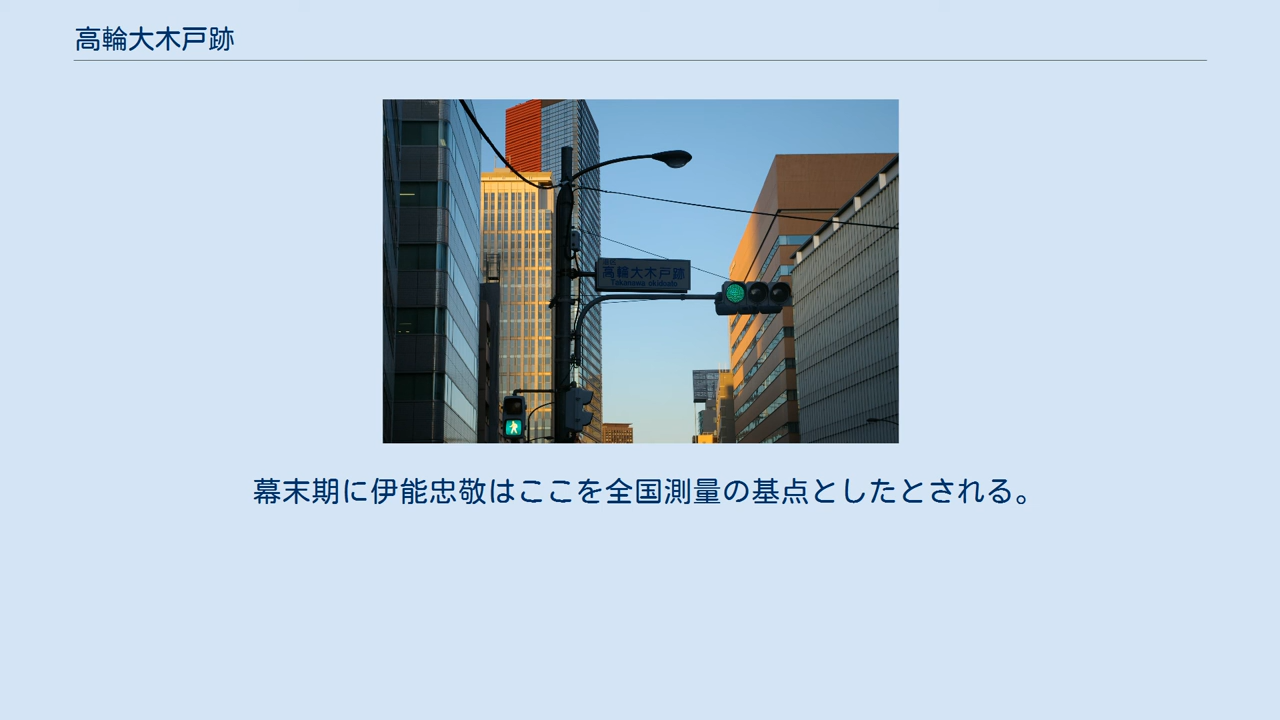 高輪大木戸跡
高輪大木戸跡
Takanawa okidoato
幕末期に伊能忠敬はここを全国測量の基点としたとされる。